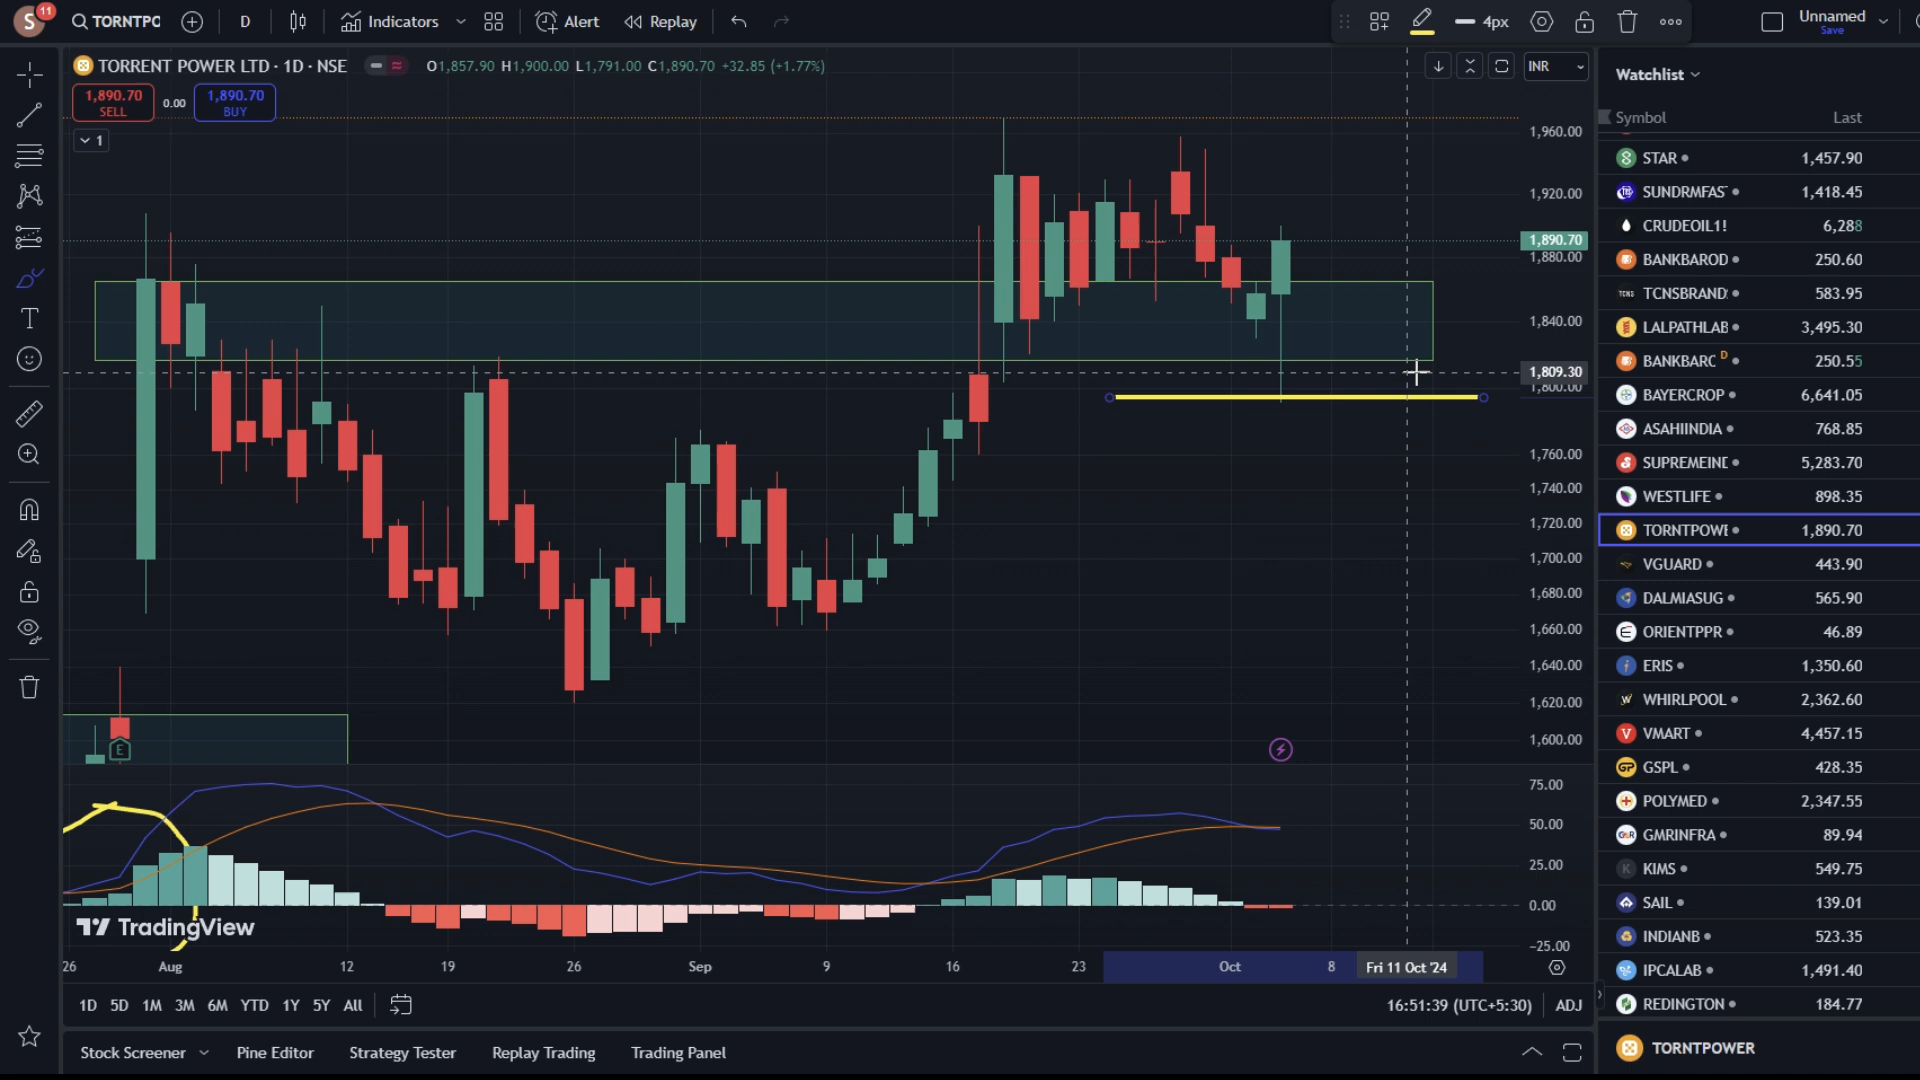 S
11
TORNTPC
D
Indicators
Alert
Replay
4px
Unnamed
Save
TORRENT POWER LTD · 1D · NSE
O1,857.90 H1,900.00 L1,791.00 C1,890.70 +32.85 (+1.77%)
1,890.70
SELL
0.00
1,890.70
BUY
1
INR
1,960.00
1,920.00
1,890.70
1,880.00
1,840.00
1,809.30
1,800.00
1,760.00
1,740.00
1,720.00
1,700.00
1,680.00
1,660.00
1,640.00
1,620.00
1,600.00
E
75.00
50.00
25.00
0.00
−25.00
TradingView
26 Aug 12 19 26 Sep 9 16 23 Oct 8 Fri 11 Oct '24
1D 5D 1M 3M 6M YTD 1Y 5Y All
16:51:39 (UTC+5:30) ADJ
Stock Screener Pine Editor Strategy Tester Replay Trading Trading Panel
Watchlist
Symbol Last
STAR 1,457.90
SUNDRMFAS 1,418.45
CRUDEOIL1! 6,288
BANKBAROD 250.60
TCNS TCNSBRAND 583.95
LALPATHLAB 3,495.30
BANKBARC D 250.55
BAYERCROP 6,641.05
ASAHIINDIA 768.85
SUPREMEIND 5,283.70
WESTLIFE 898.35
TORNTPOWE 1,890.70
VGUARD 443.90
DALMIASUG 565.90
ORIENTPPR 46.89
ERIS 1,350.60
WHIRLPOOL 2,362.60
V VMART 4,457.15
GP GSPL 428.35
POLYMED 2,347.55
GMRINFRA 89.94
K KIMS 549.75
SAIL 139.01
INDIANB 523.35
IPCALAB 1,491.40
REDINGTON 184.77
TORNTPOWER